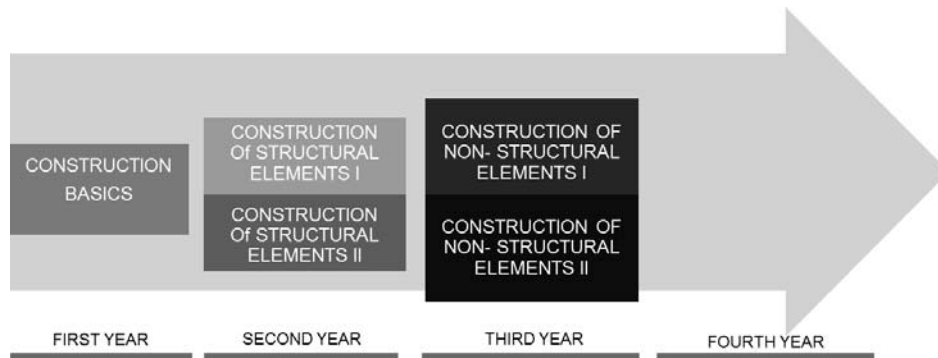 CONSTRUCTION
BASICS
CONSTRUCTION
Of STRUCTURAL
ELEMENTS I
CONSTRUCTION
Of STRUCTURAL
ELEMENTS II
CONSTRUCTION OF
NON- STRUCTURAL
ELEMENTS I
CONSTRUCTION OF
NON- STRUCTURAL
ELEMENTS II
FIRST YEAR
SECOND YEAR
THIRD YEAR
FOURTH YEAR